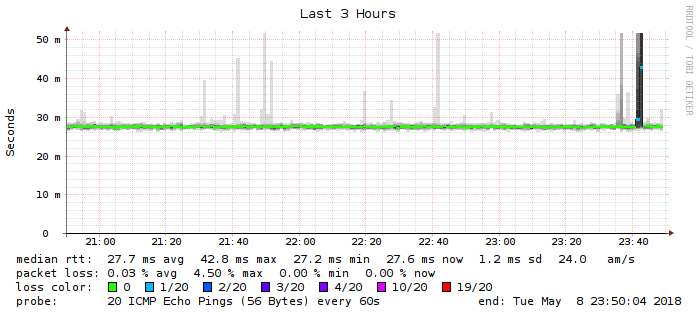 Last 3 Hours
RRDTOOL / TOBI OETIKER
Seconds
50 m
40 m
30 m
20 m
10 m
0
21:00 21:20 21:40 22:00 22:20 22:40 23:00 23:20 23:40
median rtt: 27.7 ms avg 42.8 ms max 27.2 ms min 27.6 ms now 1.2 ms sd 24.0 am/s
packet loss: 0.03 % avg 4.50 % max 0.00 % min 0.00 % now
loss color: 0 1/20 2/20 3/20 4/20 10/20 19/20
probe: 20 ICMP Echo Pings (56 Bytes) every 60s end: Tue May 8 23:50:04 2018